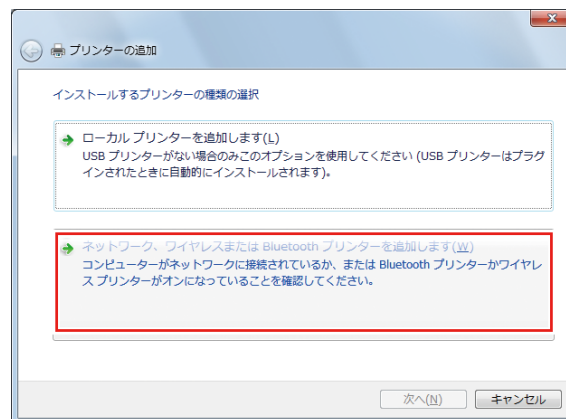 プリンターの追加
インストールするプリンターの種類の選択
ローカル プリンターを追加します(L)
USB プリンターがない場合のみこのオプションを使用してください (USB プリンターはプラグ
インされたときに自動的にインストールされます)。
ネットワーク、ワイヤレスまたは Bluetooth プリンターを追加します(W)
コンピューターがネットワークに接続されているか、または Bluetooth プリンターかワイヤレ
ス プリンターがオンになっていることを確認してください。
次へ(N) キャンセル